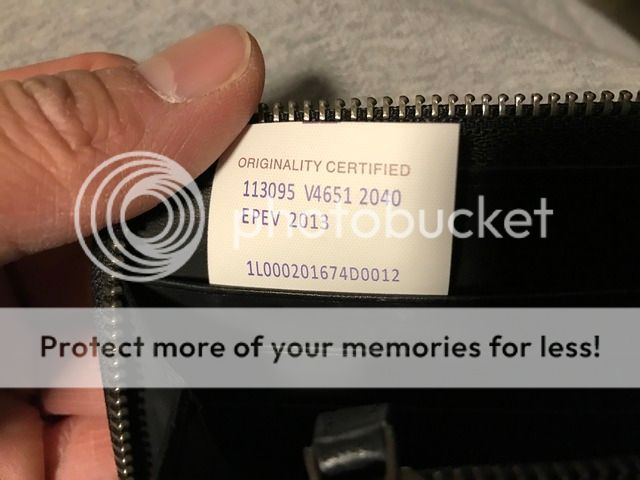 ORIGINALITY CERTIFIED
113095 V4651 2040
EPEV 2013
photobucket
1L000201674D0012
Protect more of your memories for less!